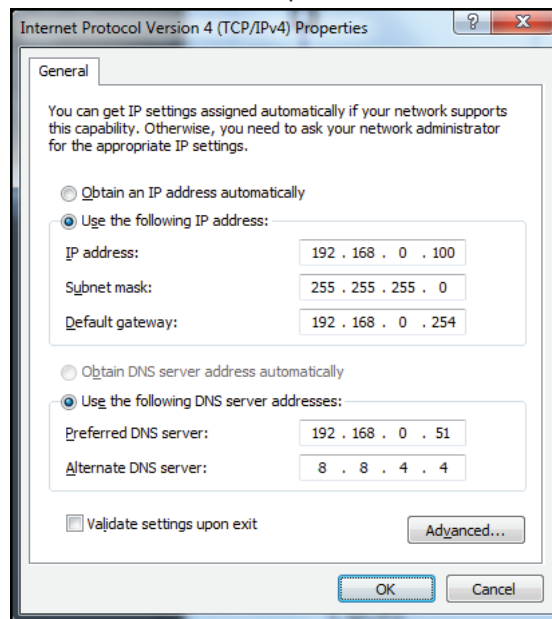 Internet Protocol Version 4 (TCP/IPv4) Properties
General
You can get IP settings assigned automatically if your network supports
this capability. Otherwise, you need to ask your network administrator
for the appropriate IP settings.
Obtain an IP address automatically
Use the following IP address:
IP address: 192 . 168 . 0 . 100
Subnet mask: 255 . 255 . 255 . 0
Default gateway: 192 . 168 . 0 . 254
Obtain DNS server address automatically
Use the following DNS server addresses:
Preferred DNS server: 192 . 168 . 0 . 51
Alternate DNS server: 8 . 8 . 4 . 4
Validate settings upon exit
Advanced...
OK Cancel